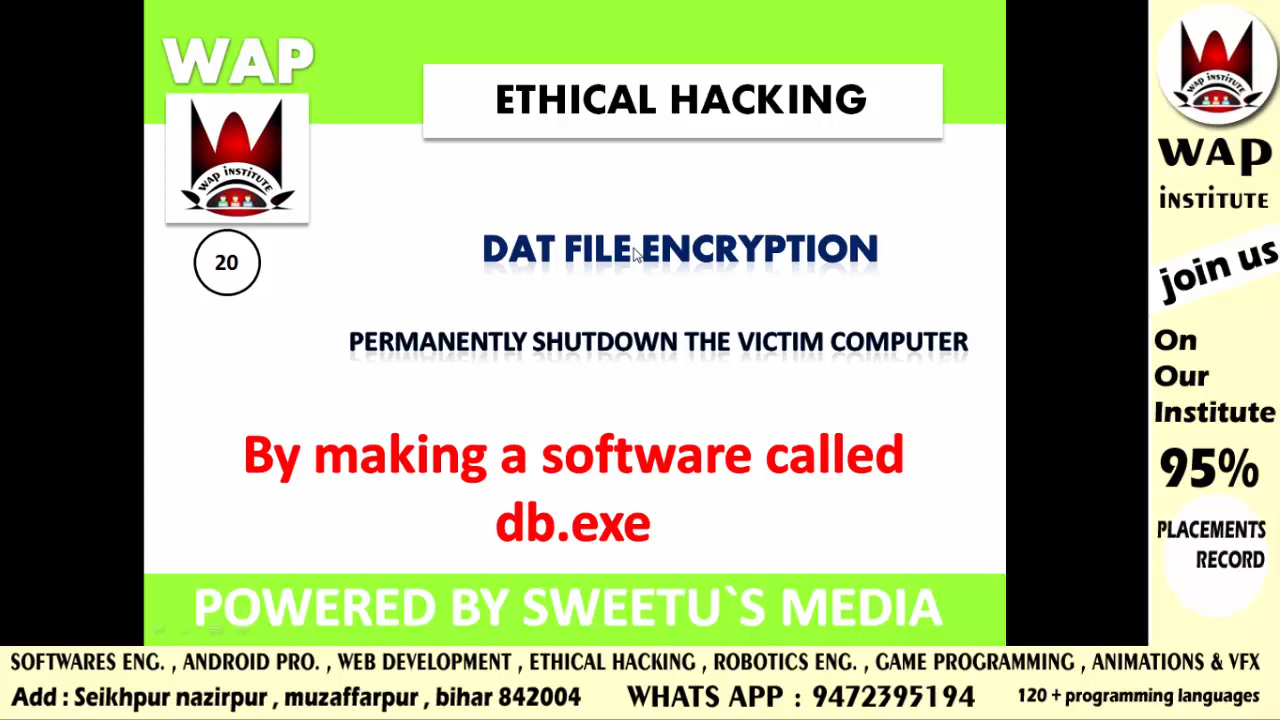 WAP
WAP INSTITUTE
ETHICAL HACKING
20
DAT FILE ENCRYPTION
PERMANENTLY SHUTDOWN THE VICTIM COMPUTER
By making a software called
db.exe
POWERED BY SWEETU`S MEDIA
WAP INSTITUTE
WAP
INSTITUTE
join us
On
Our
Institute
95%
PLACEMENTS
RECORD
SOFTWARES ENG. , ANDROID PRO. , WEB DEVELOPMENT , ETHICAL HACKING , ROBOTICS ENG. , GAME PROGRAMMING , ANIMATIONS & VFX
Add : Seikhpur nazirpur , muzaffarpur , bihar 842004 WHATS APP : 9472395194 120 + programming languages